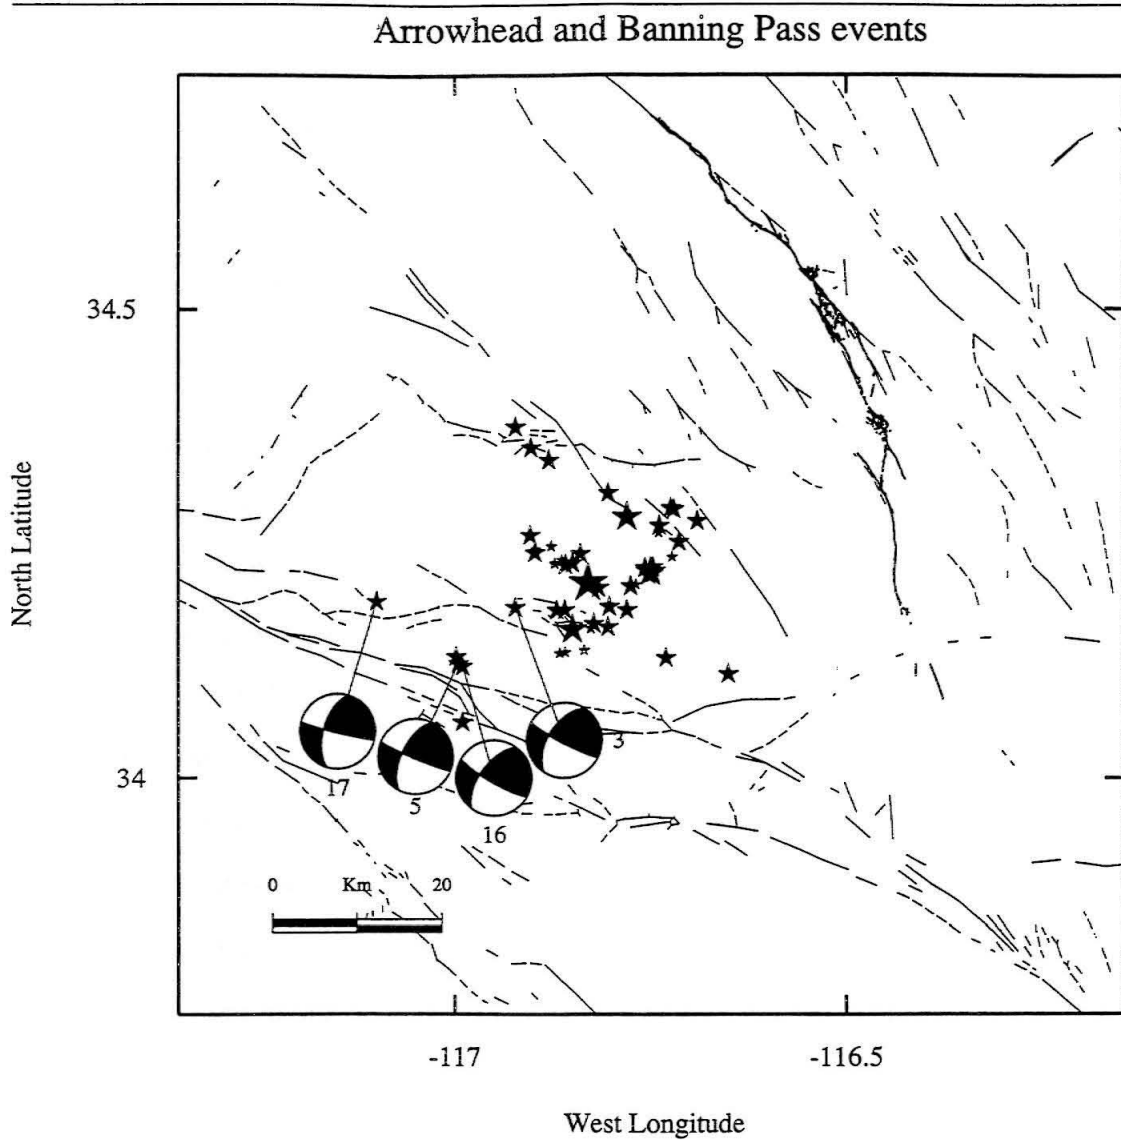 Arrowhead and Banning Pass events
34.5
34
North Latitude
3
17
5
16
0 Km 20
-117 -116.5
West Longitude